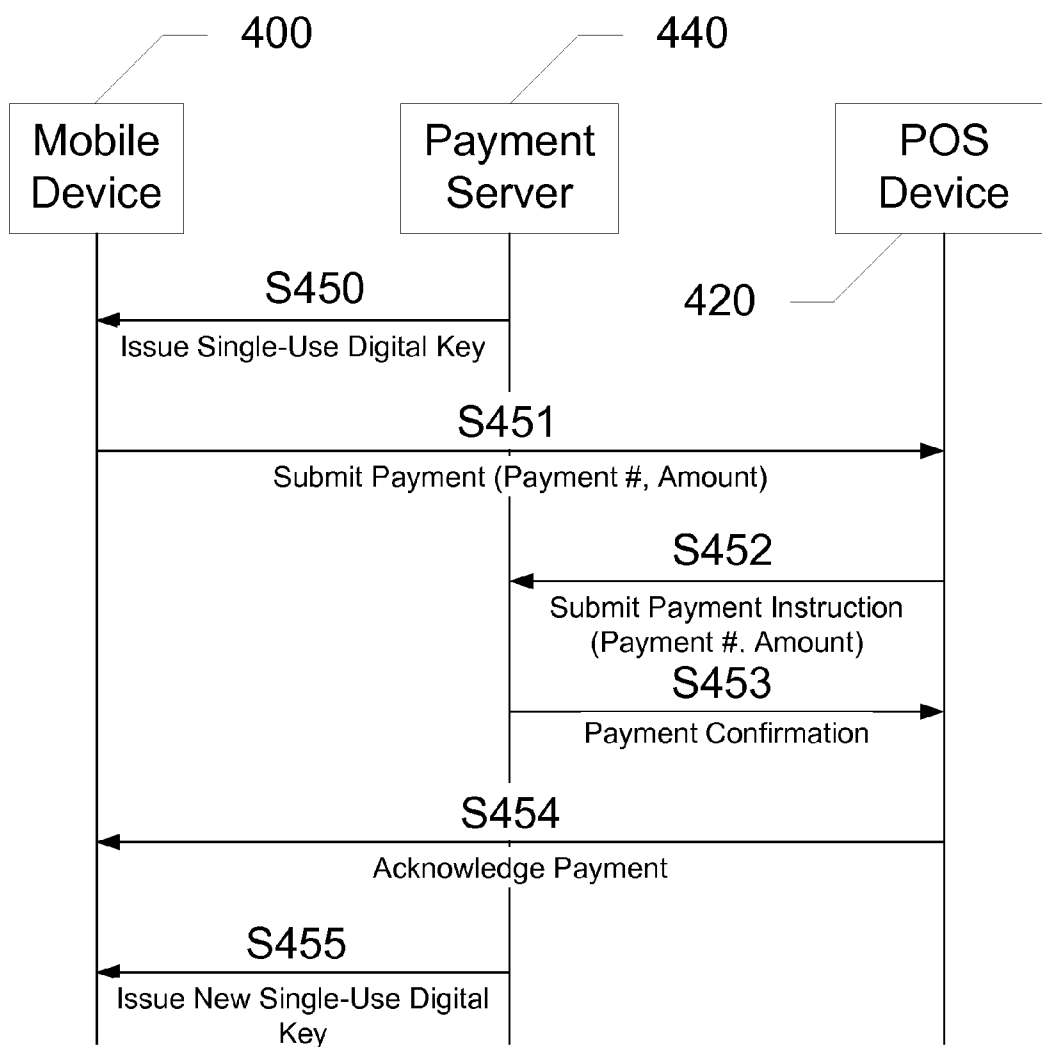 400
440
Mobile
Device
Payment
Server
POS
Device
420
S450
Issue Single-Use Digital Key
S451
Submit Payment (Payment #, Amount)
S452
Submit Payment Instruction
(Payment #. Amount)
S453
Payment Confirmation
S454
Acknowledge Payment
S455
Issue New Single-Use Digital
Key